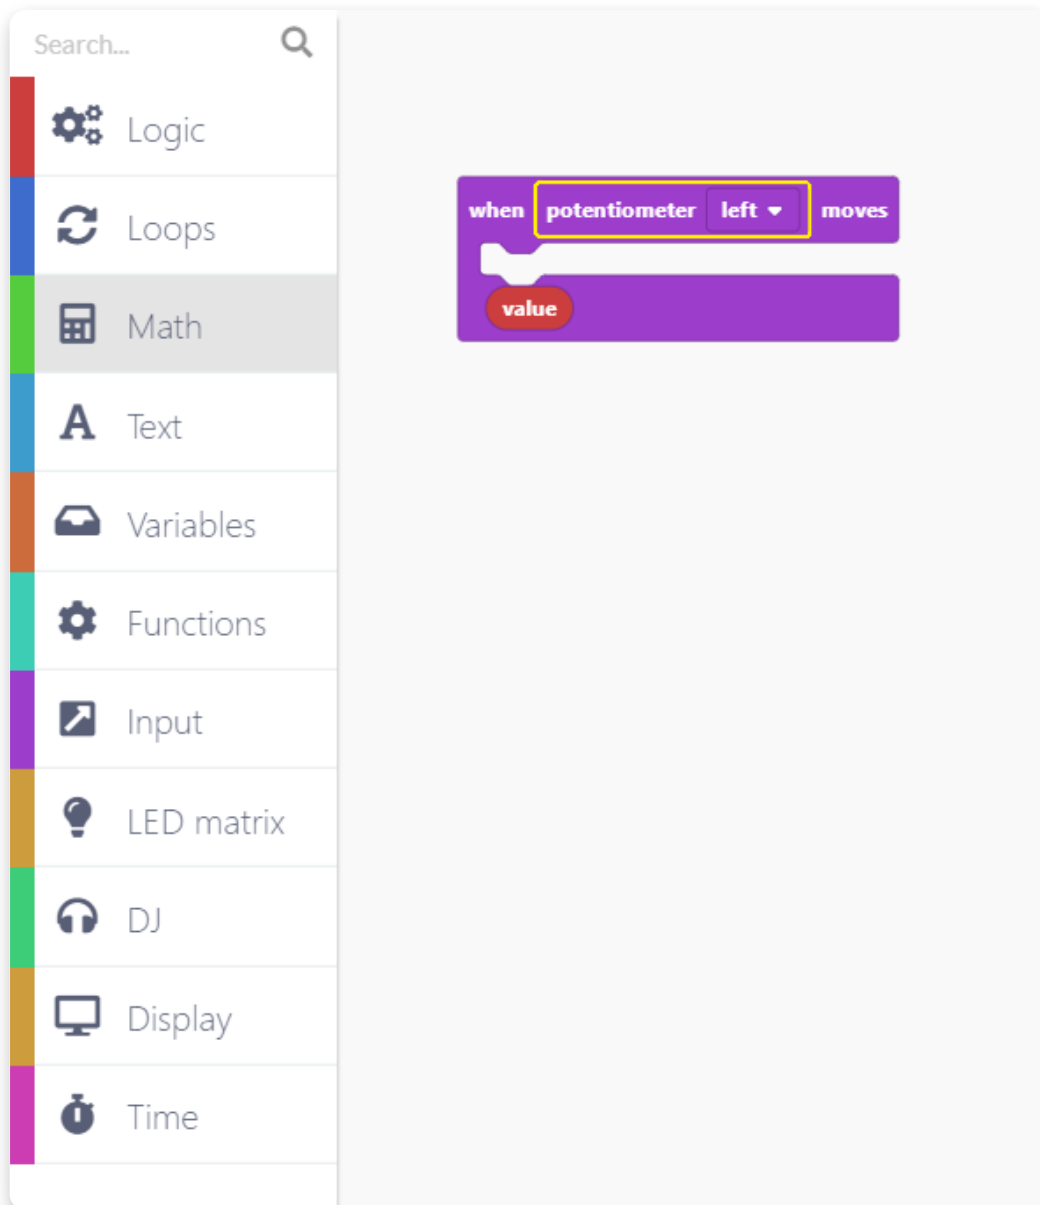 Search...
Logic
Loops
Math
Text
Variables
Functions
Input
LED matrix
DJ
Display
Time
when potentiometer left moves
value